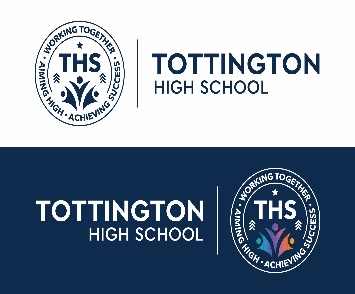 WORKING TOGETHER · ACHIEVING SUCCESS · AIMING HIGH ·
THS
TOTTINGTON
HIGH SCHOOL
TOTTINGTON
HIGH SCHOOL
WORKING TOGETHER · ACHIEVING SUCCESS · AIMING HIGH ·
THS